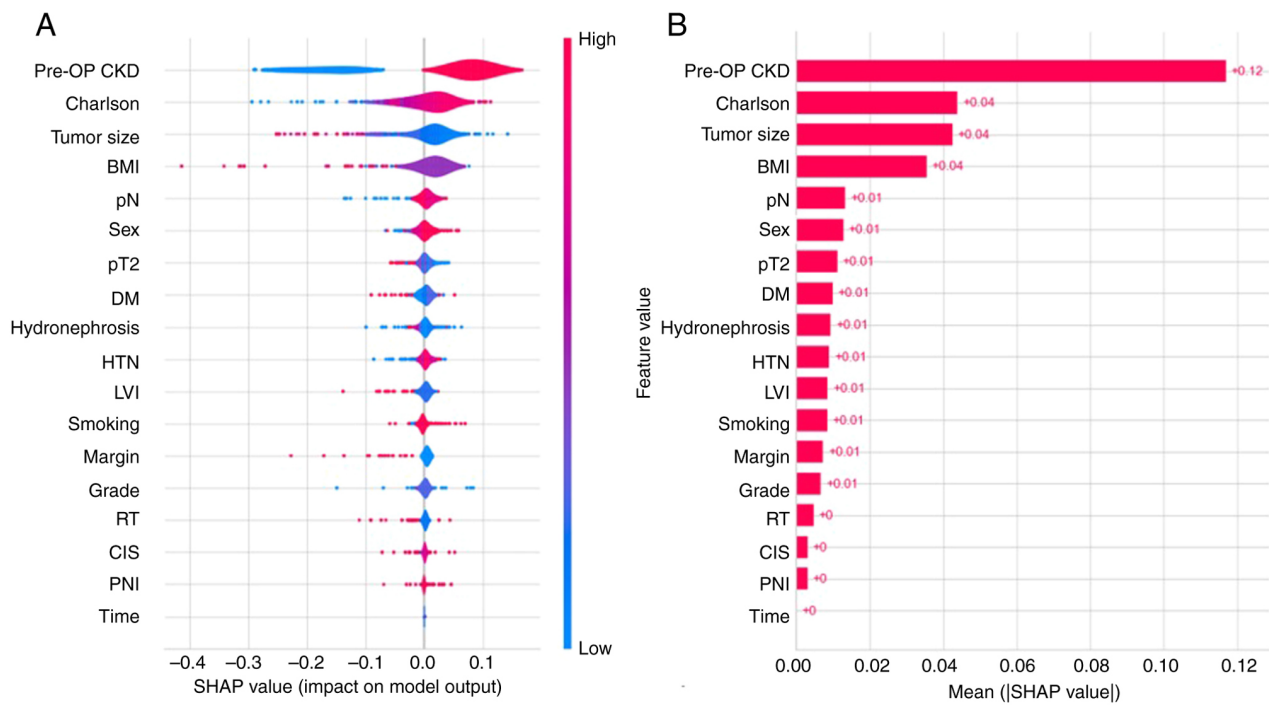 A
High
Pre-OP CKD
Charlson
Tumor size
BMI
pN
Sex
pT2
DM
Hydronephrosis
HTN
LVI
Smoking
Margin
Grade
RT
CIS
PNI
Time
Low
−0.4 −0.3 −0.2 −0.1 0.0 0.1
SHAP value (impact on model output)
B
Feature value
Pre-OP CKD +0.12
Charlson +0.04
Tumor size +0.04
BMI +0.04
pN +0.01
Sex +0.01
pT2 +0.01
DM +0.01
Hydronephrosis +0.01
HTN +0.01
LVI +0.01
Smoking +0.01
Margin +0.01
Grade +0.01
RT +0
CIS +0
PNI +0
Time +0
0.00 0.02 0.04 0.06 0.08 0.10 0.12
Mean (|SHAP value|)